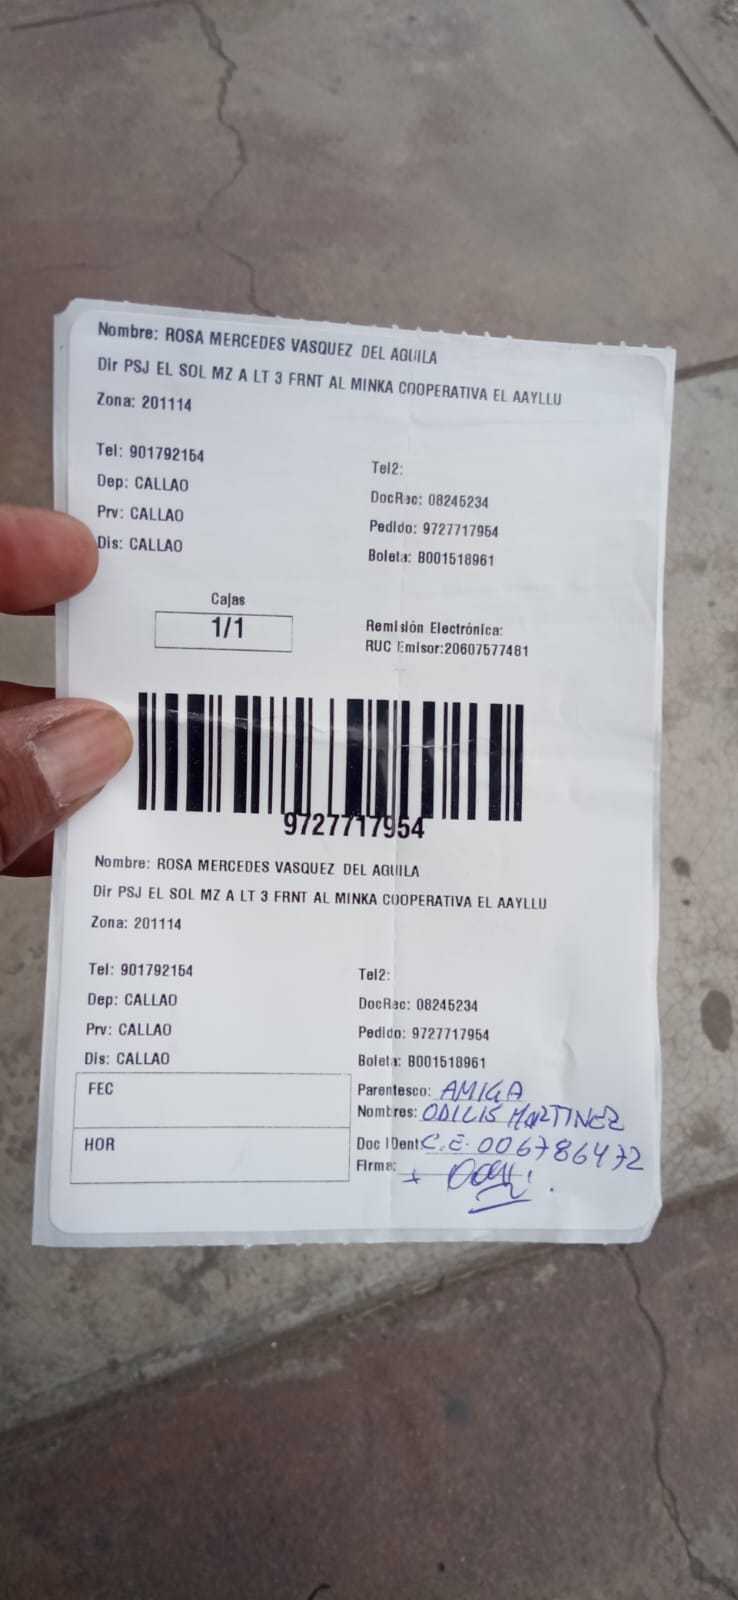 Nombre: ROSA MERCEDES VASQUEZ DEL AGUILA
Dir PSJ EL SOL MZ A LT 3 FRNT AL MINKA COOPERATIVA EL AAYLLU
Zona: 201114
Tel: 901792154
Tel2:
Dep: CALLAO
DocRec: 08245234
Prv: CALLAO
Pedido: 9727717954
Dis: CALLAO
Boleta: B001518961
Cajas
1/1
Remisión Electrónica:
RUC Emisor:20607577481
9727717954
Nombre: ROSA MERCEDES VASQUEZ DEL AGUILA
Dir PSJ EL SOL MZ A LT 3 FRNT AL MINKA COOPERATIVA EL AAYLLU
Zona: 201114
Tel: 901792154
Tel2:
Dep: CALLAO
DocRec: 08245234
Prv: CALLAO
Pedido: 9727717954
Dis: CALLAO
Boleta: B001518961
FEC
Parentesco: AMIGA
Nombres: ODILIS MARTINEZ
HOR
Doc IDent: C.E. 006786472
Firma: